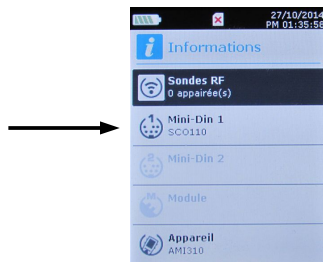 27/10/2014
PM 01:35:58
Informations
Sondes RF
0 appairée(s)
Mini-Din 1
SCO110
Mini-Din 2
Module
Appareil
AMI310